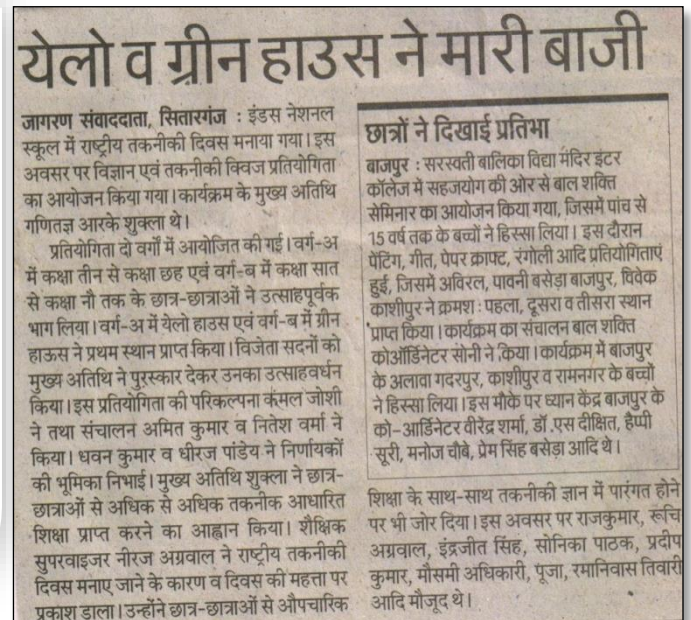 येलो व ग्रीन हाउस ने मारी बाजी
जागरण संवाददाता, सितारगंज : इंडस नेशनल
स्कूल में राष्ट्रीय तकनीकी दिवस मनाया गया। इस
अवसर पर विज्ञान एवं तकनीकी क्विज प्रतियोगिता
का आयोजन किया गया। कार्यक्रम के मुख्य अतिथि
गणितज्ञ आरके शुक्ला थे।
प्रतियोगिता दो वर्गों में आयोजित की गई। वर्ग-अ
में कक्षा तीन से कक्षा छह एवं वर्ग-ब में कक्षा सात
से कक्षा नौ तक के छात्र-छात्राओं ने उत्साहपूर्वक
भाग लिया। वर्ग-अ में येलो हाउस एवं वर्ग-ब में ग्रीन
हाऊस ने प्रथम स्थान प्राप्त किया। विजेता सदनों को
मुख्य अतिथि ने पुरस्कार देकर उनका उत्साहवर्धन
किया। इस प्रतियोगिता की परिकल्पना कमल जोशी
ने तथा संचालन अमित कुमार व नितेश वर्मा ने
किया। धवन कुमार व धीरज पांडेय ने निर्णायकों
की भूमिका निभाई। मुख्य अतिथि शुक्ला ने छात्र-
छात्राओं से अधिक से अधिक तकनीक आधारित
शिक्षा प्राप्त करने का आह्वान किया। शैक्षिक
सुपरवाइजर नीरज अग्रवाल ने राष्ट्रीय तकनीकी
दिवस मनाए जाने के कारण व दिवस की महत्ता पर
प्रकाश डाला। उन्होंने छात्र-छात्राओं से औपचारिक
शिक्षा के साथ-साथ तकनीकी ज्ञान में पारंगत होने
पर भी जोर दिया। इस अवसर पर राजकुमार, रूचि
अग्रवाल, इंद्रजीत सिंह, सोनिका पाठक, प्रदीप
कुमार, मौसमी अधिकारी, पूजा, रमानिवास तिवारी
आदि मौजूद थे।
छात्रों ने दिखाई प्रतिभा
बाजपुर : सरस्वती बालिका विद्या मंदिर इंटर
कॉलेज में सहजयोग की ओर से बाल शक्ति
सेमिनार का आयोजन किया गया, जिसमें पांच से
15 वर्ष तक के बच्चों ने हिस्सा लिया। इस दौरान
पेंटिंग, गीत, पेपर क्राफ्ट, रंगोली आदि प्रतियोगिताएं
हुई, जिसमें अविरल, पावनी बसेड़ा बाजपुर, विवेक
काशीपुर ने क्रमश: पहला, दूसरा व तीसरा स्थान
प्राप्त किया। कार्यक्रम का संचालन बाल शक्ति
कोऑर्डिनेटर सोनी ने किया। कार्यक्रम में बाजपुर
के अलावा गदरपुर, काशीपुर व रामनगर के बच्चों
ने हिस्सा लिया। इस मौके पर ध्यान केंद्र बाजपुर के
को-आर्डिनेटर वीरेंद्र शर्मा, डॉ.एस दीक्षित, हैप्पी
सूरी, मनोज चौबे, प्रेम सिंह बसेड़ा आदि थे।